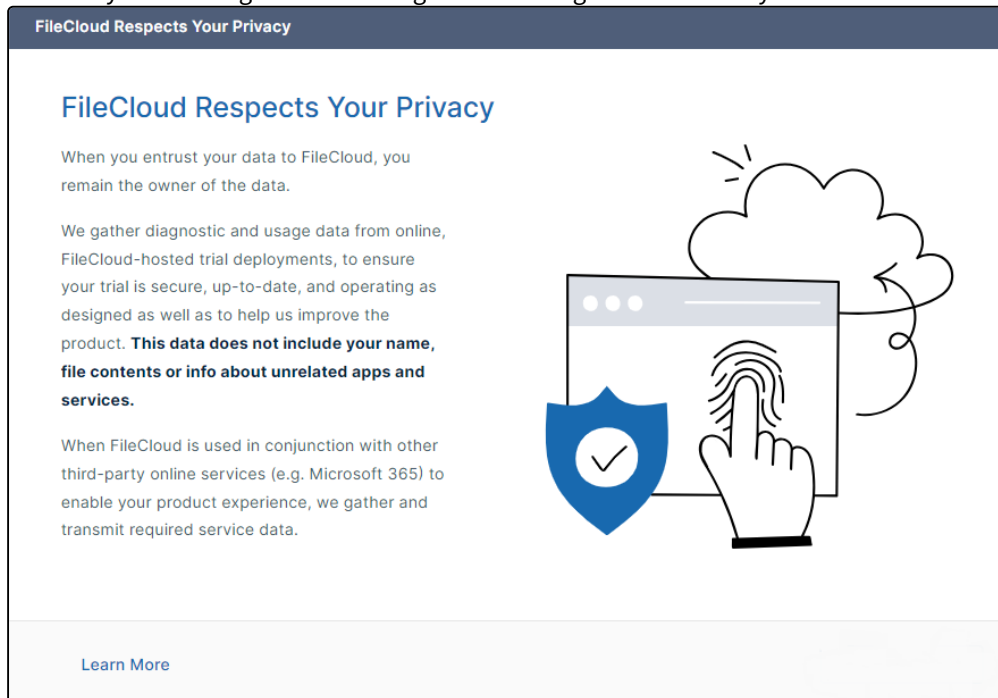 FileCloud Respects Your Privacy
FileCloud Respects Your Privacy
When you entrust your data to FileCloud, you
remain the owner of the data.
We gather diagnostic and usage data from online,
FileCloud-hosted trial deployments, to ensure
your trial is secure, up-to-date, and operating as
designed as well as to help us improve the
product. This data does not include your name,
file contents or info about unrelated apps and
services.
When FileCloud is used in conjunction with other
third-party online services (e.g. Microsoft 365) to
enable your product experience, we gather and
transmit required service data.
Learn More